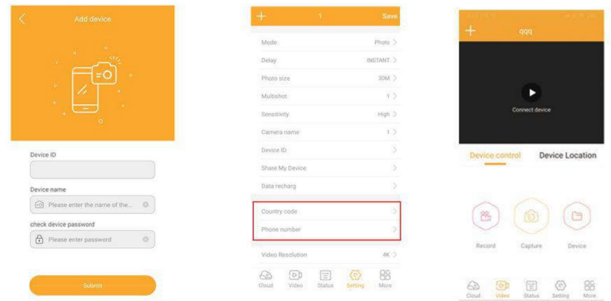 Add device
Device ID
Device name
Please enter the name of the..
check device password
Please enter password
Submit
1
Save
Mode
Photo
Delay
INSTANT
Photo size
30M
Multishot
1
Sensitivity
High
Camera name
1
Device ID
Share My Device
Data recharg
Country code
Phone number
Video Resolution
4K
Cloud
Video
Status
Setting
More
qqq
Connect device
Device control
Device Location
Record
Capture
Device
Cloud
Video
Status
Setting
More